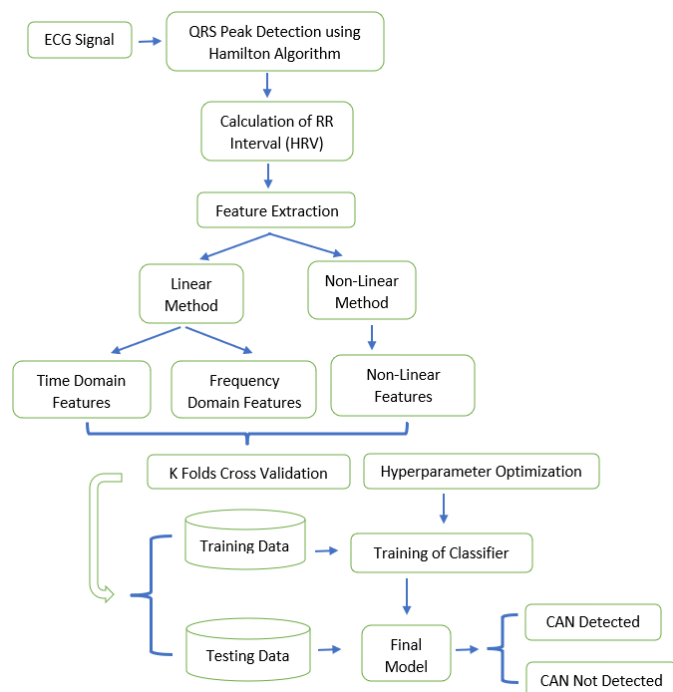 ECG Signal
QRS Peak Detection using
Hamilton Algorithm
Calculation of RR
Interval (HRV)
Feature Extraction
Linear
Method
Non-Linear
Method
Time Domain
Features
Frequency
Domain Features
Non-Linear
Features
K Folds Cross Validation
Hyperparameter Optimization
Training Data
Training of Classifier
Testing Data
Final
Model
CAN Detected
CAN Not Detected